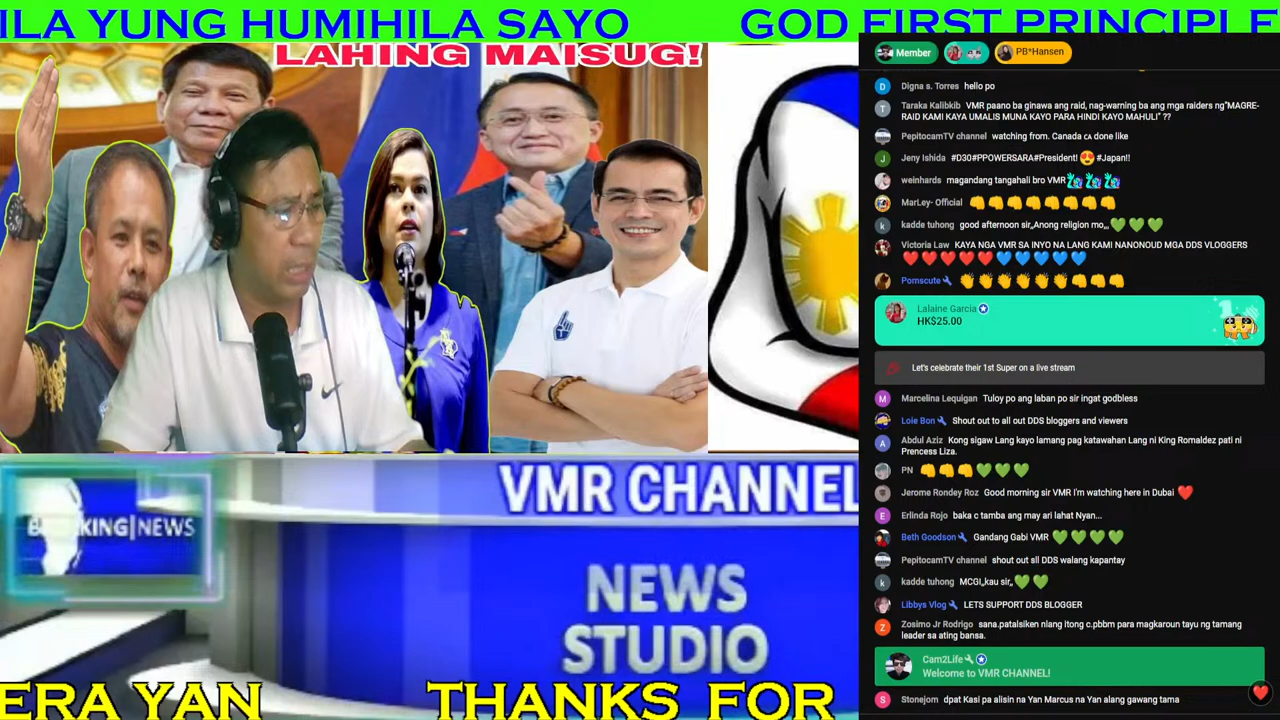 ILA YUNG HUMIHILA SAYO GOD FIRST PRINCIPLE
LAHING MAISUG!
BREAKING|NEWS
VMR CHANNEL
NEWS
STUDIO
ERA YAN THANKS FOR
Member
PB*Hansen
D Digna s. Torres hello po
T Taraka Kalibkib VMR paano ba ginawa ang raid, nag-warning ba ang mga raiders ng"MAGRE-
RAID KAMI KAYA UMALIS MUNA KAYO PARA HINDI KAYO MAHULI" ??
PepitocamTV channel watching from. Canada ca done like
J Jeny Ishida #D30#PPOWERSARA#President! 😍 #Japan!!
weinhards magandang tangahali bro VMR
MarLey- Official 👊👊👊👊👊👊👊👊
k kadde tuhong good afternoon sir,,Anong religion mo,,, 💚 💚 💚
Victoria Law KAYA NGA VMR SA INYO NA LANG KAMI NANONOUD MGA DDS VLOGGERS
❤️❤️❤️❤️❤️💙💙💙💙💙
Pomscute 👏👏👏👏👏👏👊👊👊
Lalaine Garcia
HK$25.00
Let's celebrate their 1st Super on a live stream
M Marcelina Lequigan Tuloy po ang laban po sir ingat godbless
Loie Bon Shout out to all out DDS bloggers and viewers
A Abdul Aziz Kong sigaw Lang kayo lamang pag katawahan Lang ni King Romaldez pati ni
Prencess Liza.
PN 👊👊👊💚💚💚
Jerome Rondey Roz Good morning sir VMR I'm watching here in Dubai ❤️
E Erlinda Rojo baka c tamba ang may ari lahat Nyan...
Beth Goodson Gandang Gabi VMR 💚 💚 💚 💚
PepitocamTV channel shout out sll DDS walang kapantay
k kadde tuhong MCGI,,kau sir,, 💚 💚
Libbys Vlog LETS SUPPORT DDS BLOGGER
Z Zosimo Jr Rodrigo sana.patalsiken nlang itong c.pbbm para magkaroun tayu ng tamang
leader sa ating bansa.
Cam2Life
Welcome to VMR CHANNEL!
S Stonejom dpat Kasi pa alisin na Yan Marcus na Yan alang gawang tama